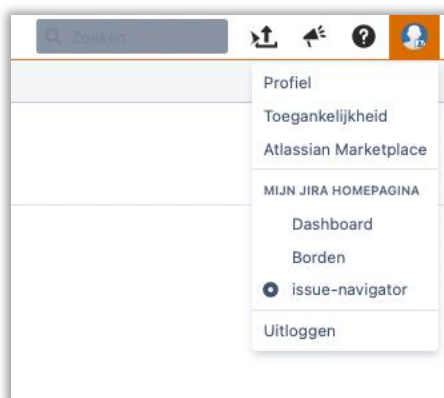 Zoeken
Profiel
Toegankelijkheid
Atlassian Marketplace
MIJN JIRA HOMEPAGINA
Dashboard
Borden
issue-navigator
Uitloggen